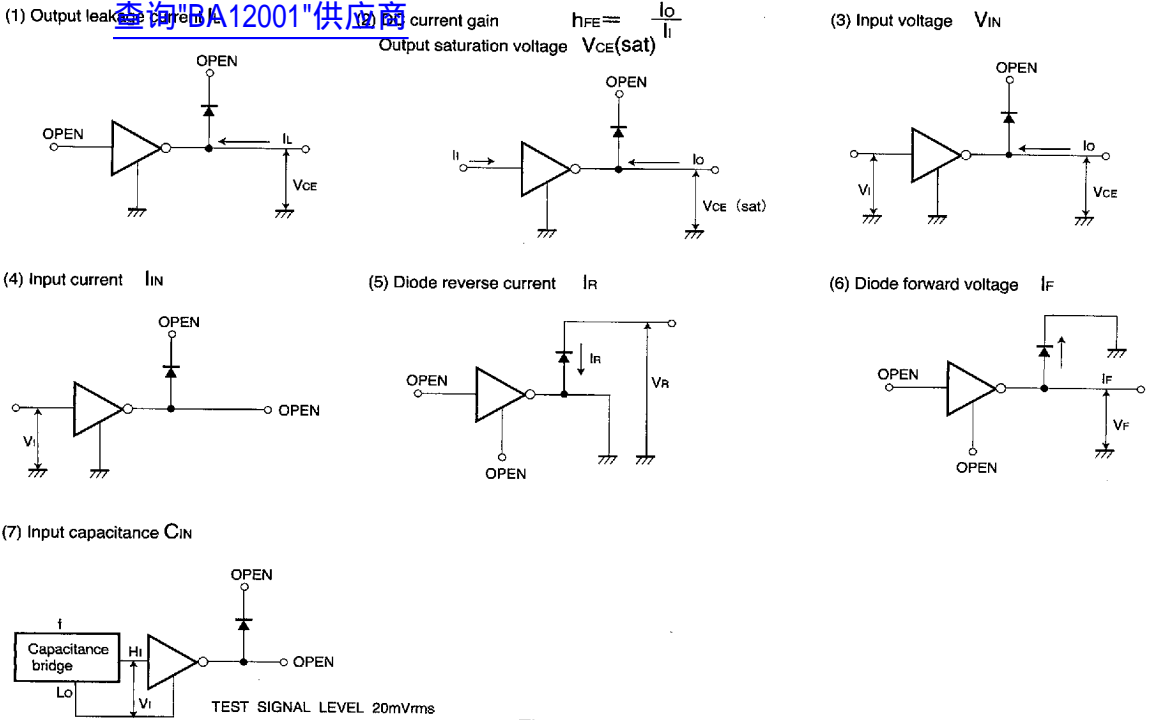 (1) Output leakage current IL
查询"BA12001"供应商
(2) current gain hFE= IO
II
Output saturation voltage VCE(sat)
(3) Input voltage VIN
OPEN
OPEN
IL
VCE
OPEN
II
IO
VCE (sat)
OPEN
VI
IO
VCE
(4) Input current IIN
OPEN
VI
OPEN
(5) Diode reverse current IR
OPEN
IR
VR
OPEN
(6) Diode forward voltage IF
OPEN
IF
VF
OPEN
(7) Input capacitance CIN
OPEN
f
Capacitance
bridge
HI
LO
VI
OPEN
TEST SIGNAL LEVEL 20mVrms